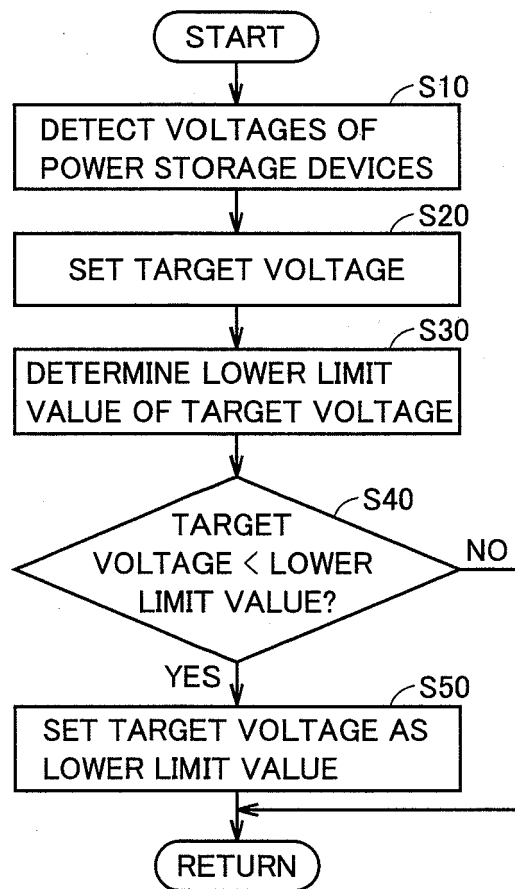 START
S10
DETECT VOLTAGES OF
POWER STORAGE DEVICES
S20
SET TARGET VOLTAGE
S30
DETERMINE LOWER LIMIT
VALUE OF TARGET VOLTAGE
S40
TARGET
VOLTAGE < LOWER
LIMIT VALUE?
NO
YES
S50
SET TARGET VOLTAGE AS
LOWER LIMIT VALUE
RETURN